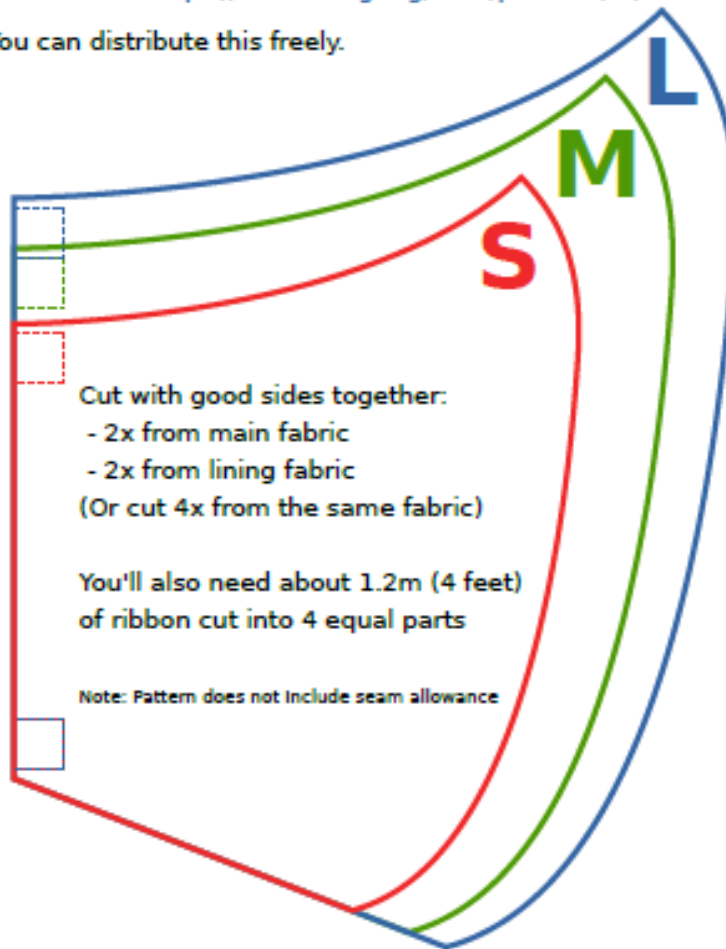 You can distribute this freely.
L
M
S
Cut with good sides together:
- 2x from main fabric
- 2x from lining fabric
(Or cut 4x from the same fabric)
You'll also need about 1.2m (4 feet)
of ribbon cut into 4 equal parts
Note: Pattern does not Include seam allowance